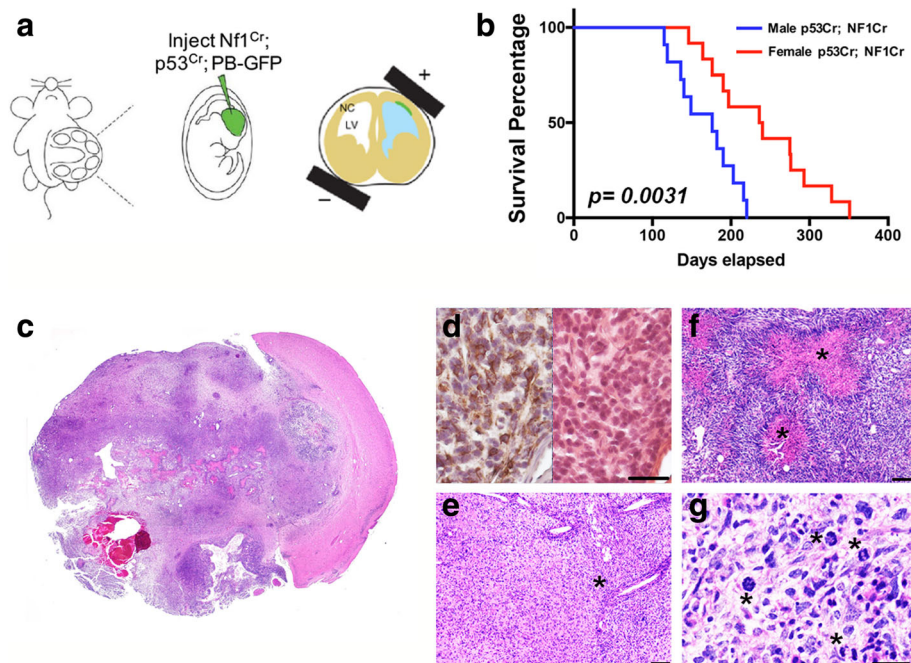 a
Inject Nf1Cr;
p53Cr; PB-GFP
NC
LV
+
−
b
Survival Percentage
100
50
0
0
100
200
300
400
Days elapsed
Male p53Cr; NF1Cr
Female p53Cr; NF1Cr
p= 0.0031
c
d
e
*
f
*
*
g
*
*
*
*